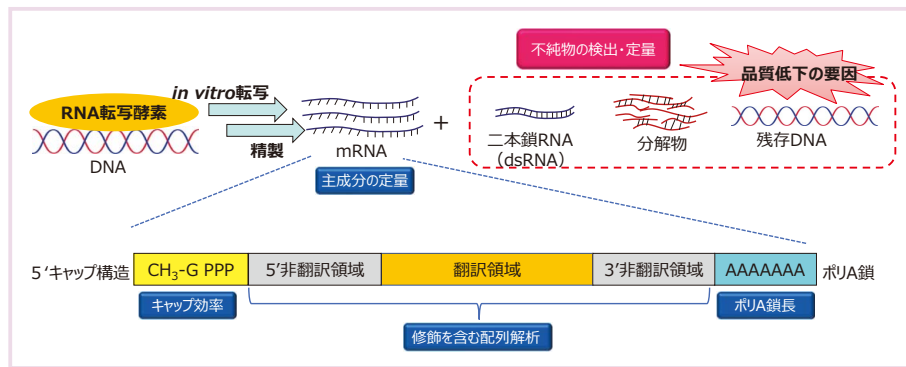 不純物の検出・定量
品質低下の要因
in vitro転写
RNA転写酵素
精製
DNA
mRNA
+
二本鎖RNA
(dsRNA)
分解物
残存DNA
主成分の定量
5‘キャップ構造
CH3-G PPP
5’非翻訳領域
翻訳領域
3’非翻訳領域
AAAAAAA
ポリA鎖
キャップ効率
ポリA鎖長
修飾を含む配列解析